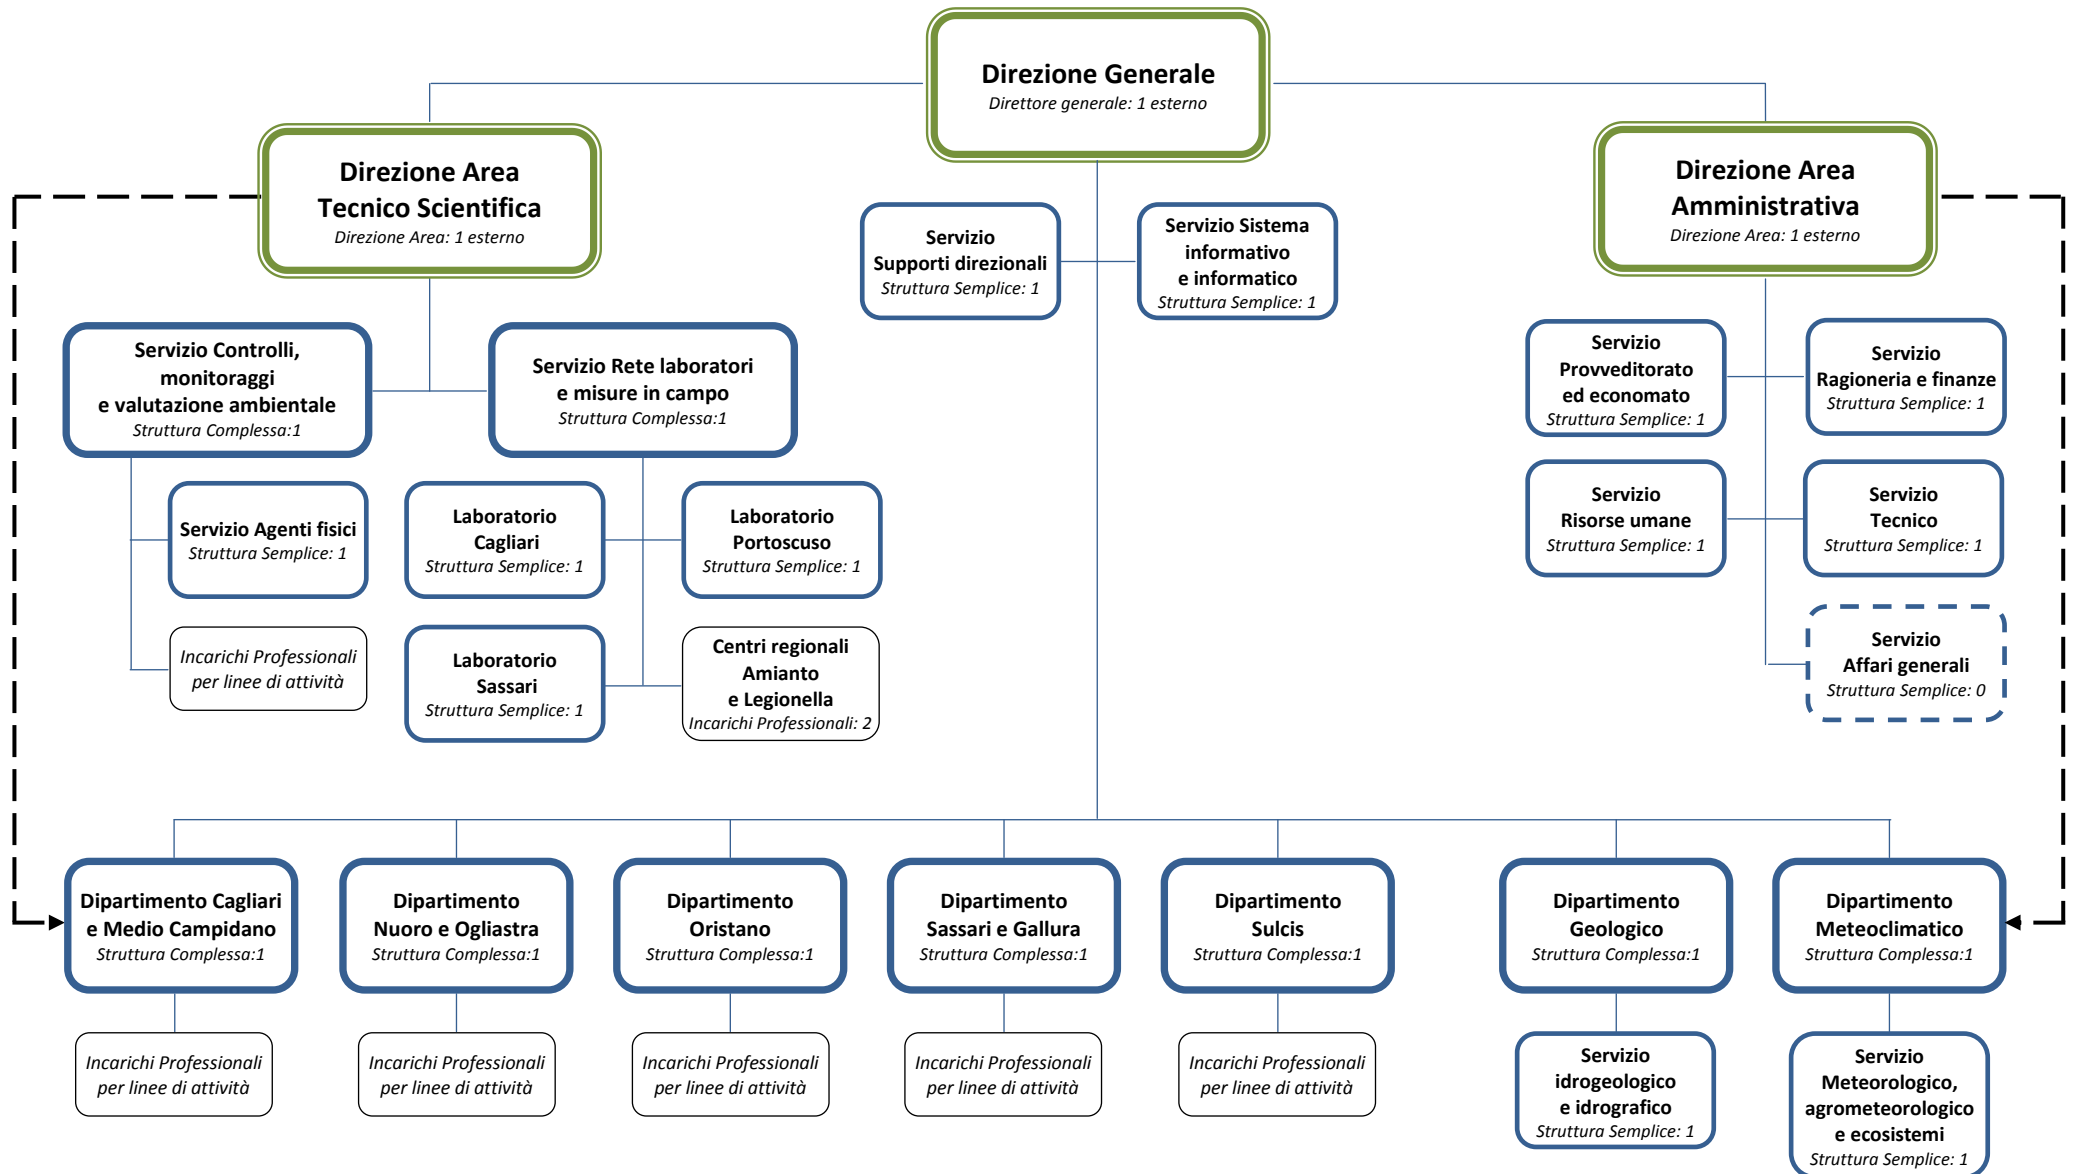 Direzione Generale
Direttore generale: 1 esterno
Direzione Area
Tecnico Scientifica
Direzione Area: 1 esterno
Direzione Area
Amministrativa
Direzione Area: 1 esterno
Servizio
Supporti direzionali
Struttura Semplice: 1
Servizio Sistema
informativo
e informatico
Struttura Semplice: 1
Servizio Controlli,
monitoraggi
e valutazione ambientale
Struttura Complessa:1
Servizio Rete laboratori
e misure in campo
Struttura Complessa:1
Servizio
Provveditorato
ed economato
Struttura Semplice: 1
Servizio
Ragioneria e finanze
Struttura Semplice: 1
Servizio Agenti fisici
Struttura Semplice: 1
Laboratorio
Cagliari
Struttura Semplice: 1
Laboratorio
Portoscuso
Struttura Semplice: 1
Servizio
Risorse umane
Struttura Semplice: 1
Servizio
Tecnico
Struttura Semplice: 1
Incarichi Professionali
per linee di attività
Laboratorio
Sassari
Struttura Semplice: 1
Centri regionali
Amianto
e Legionella
Incarichi Professionali: 2
Servizio
Affari generali
Struttura Semplice: 0
Dipartimento Cagliari
e Medio Campidano
Struttura Complessa:1
Dipartimento
Nuoro e Ogliastra
Struttura Complessa:1
Dipartimento
Oristano
Struttura Complessa:1
Dipartimento
Sassari e Gallura
Struttura Complessa:1
Dipartimento
Sulcis
Struttura Complessa:1
Dipartimento
Geologico
Struttura Complessa:1
Dipartimento
Meteoclimatico
Struttura Complessa:1
Incarichi Professionali
per linee di attività
Incarichi Professionali
per linee di attività
Incarichi Professionali
per linee di attività
Incarichi Professionali
per linee di attività
Incarichi Professionali
per linee di attività
Servizio
idrogeologico
e idrografico
Struttura Semplice: 1
Servizio
Meteorologico,
agrometeorologico
e ecosistemi
Struttura Semplice: 1